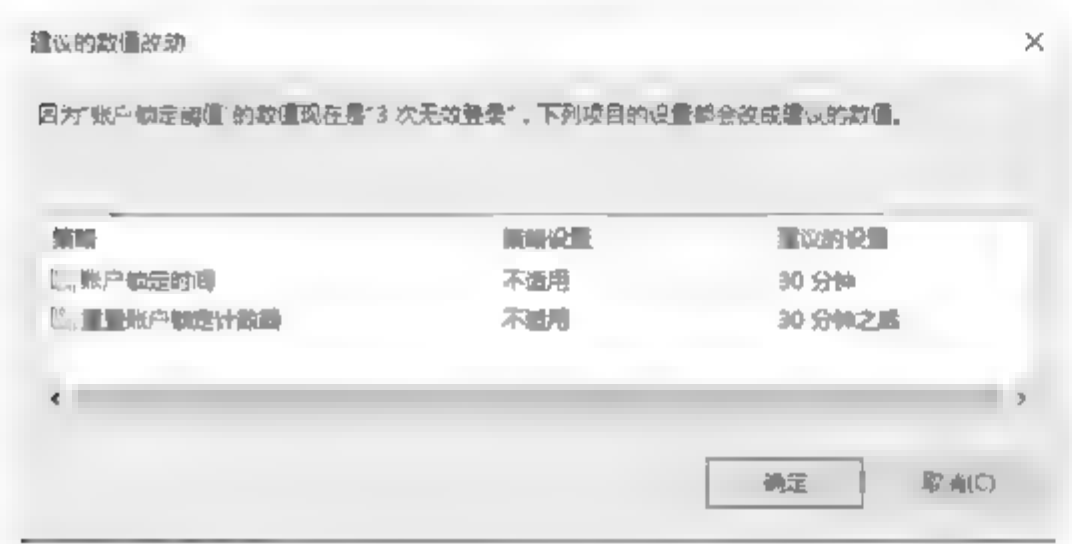 建议的数值改动
因为"账户锁定阈值"的数值现在是"3 次无效登录"，下列项目的设置都会改成建议的数值。
策略 策略设置 建议的设置
账户锁定时间 不适用 30 分钟
重置账户锁定计数器 不适用 30 分钟之后
确定 取消(C)